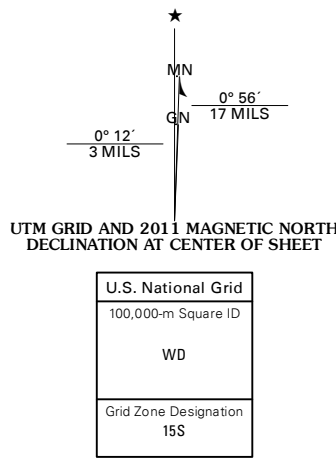 ★
MN
0° 56´
17 MILS
GN
0° 12´
3 MILS
UTM GRID AND 2011 MAGNETIC NORTH
DECLINATION AT CENTER OF SHEET
U.S. National Grid
100,000-m Square ID
WD
Grid Zone Designation
15S